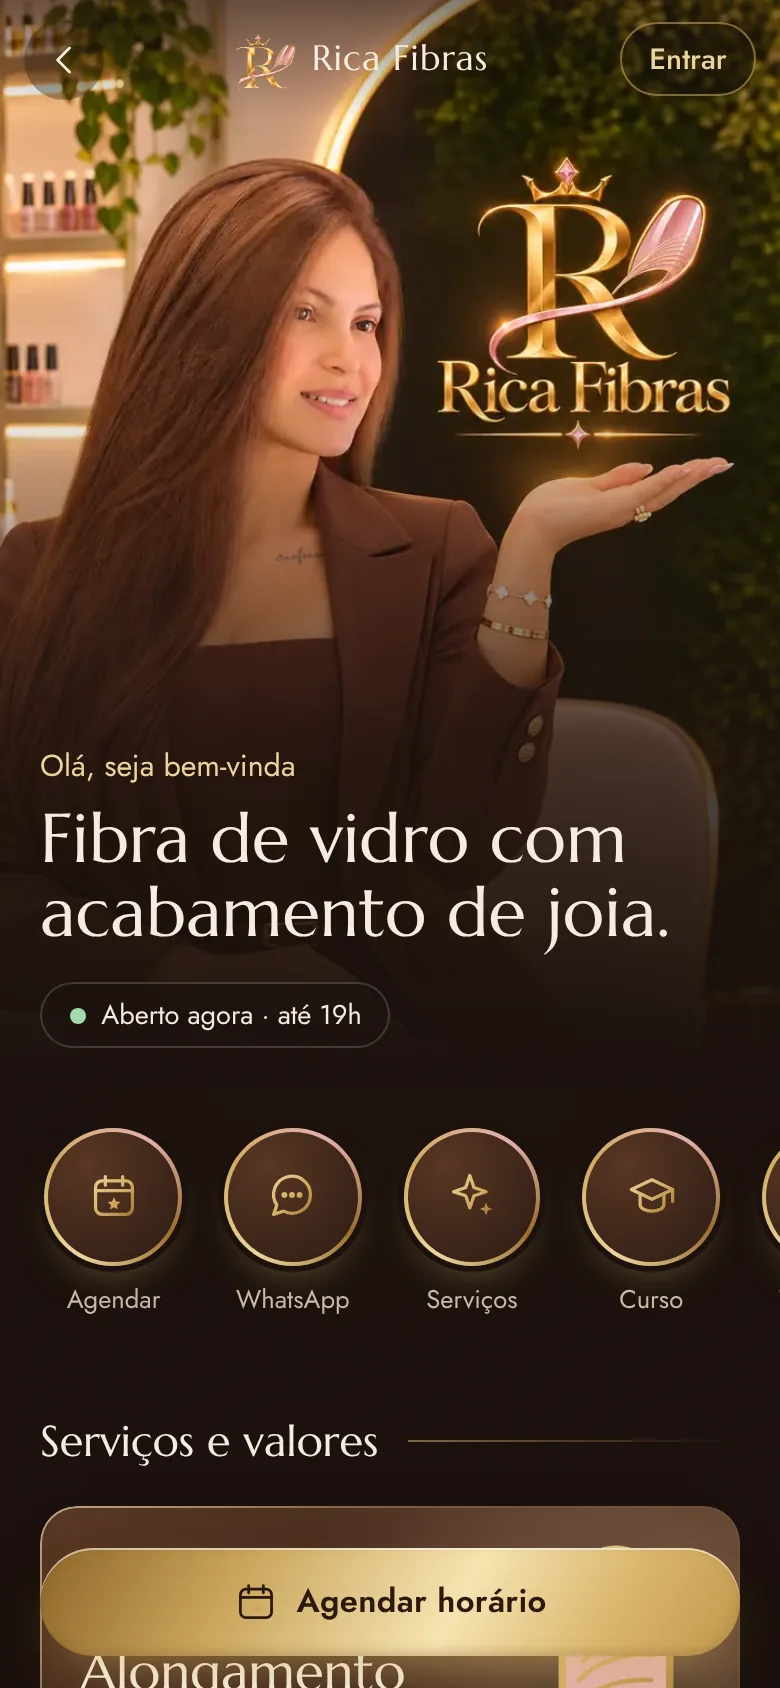 Rica Fibras
Entrar
Rica Fibras
Olá, seja bem-vinda
Fibra de vidro com
acabamento de joia.
Aberto agora · até 19h
Agendar
WhatsApp
Serviços
Curso
Serviços e valores
Agendar horário
Alongamento